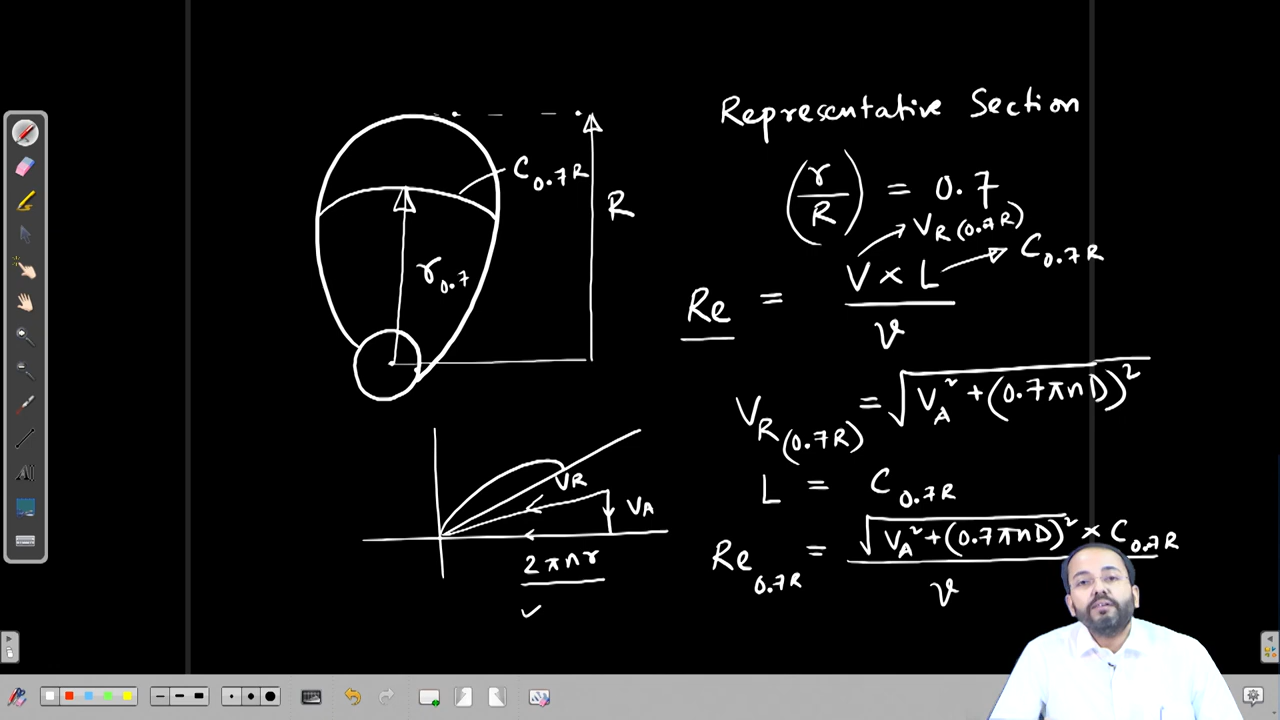 Representative Section
C0.7R
R
r0.7
(r/R) = 0.7
VR(0.7R)
C0.7R
Re = V × L / ν
VR(0.7R) = √(VA² + (0.7πnD)²)
L = C0.7R
Re0.7R = √(VA² + (0.7πnD)²) × C0.7R / ν
VR
VA
2πnr